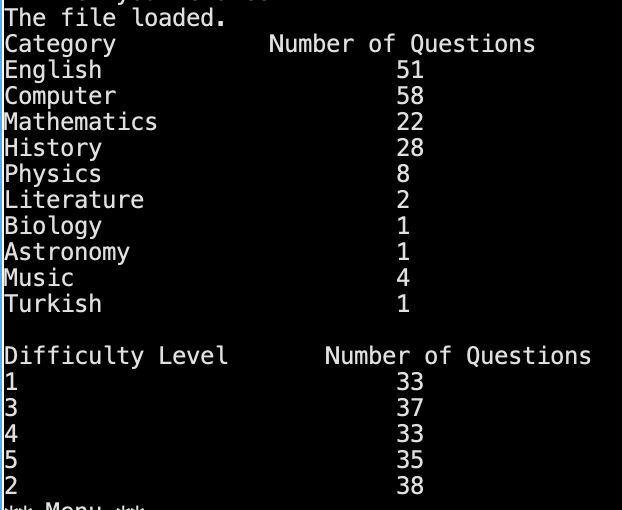 The file loaded.
Category Number of Questions
English 51
Computer 58
Mathematics 22
History 28
Physics 8
Literature 2
Biology 1
Astronomy 1
Music 4
Turkish 1
Difficulty Level Number of Questions
1 33
3 37
4 33
5 35
2 38
** Menu **